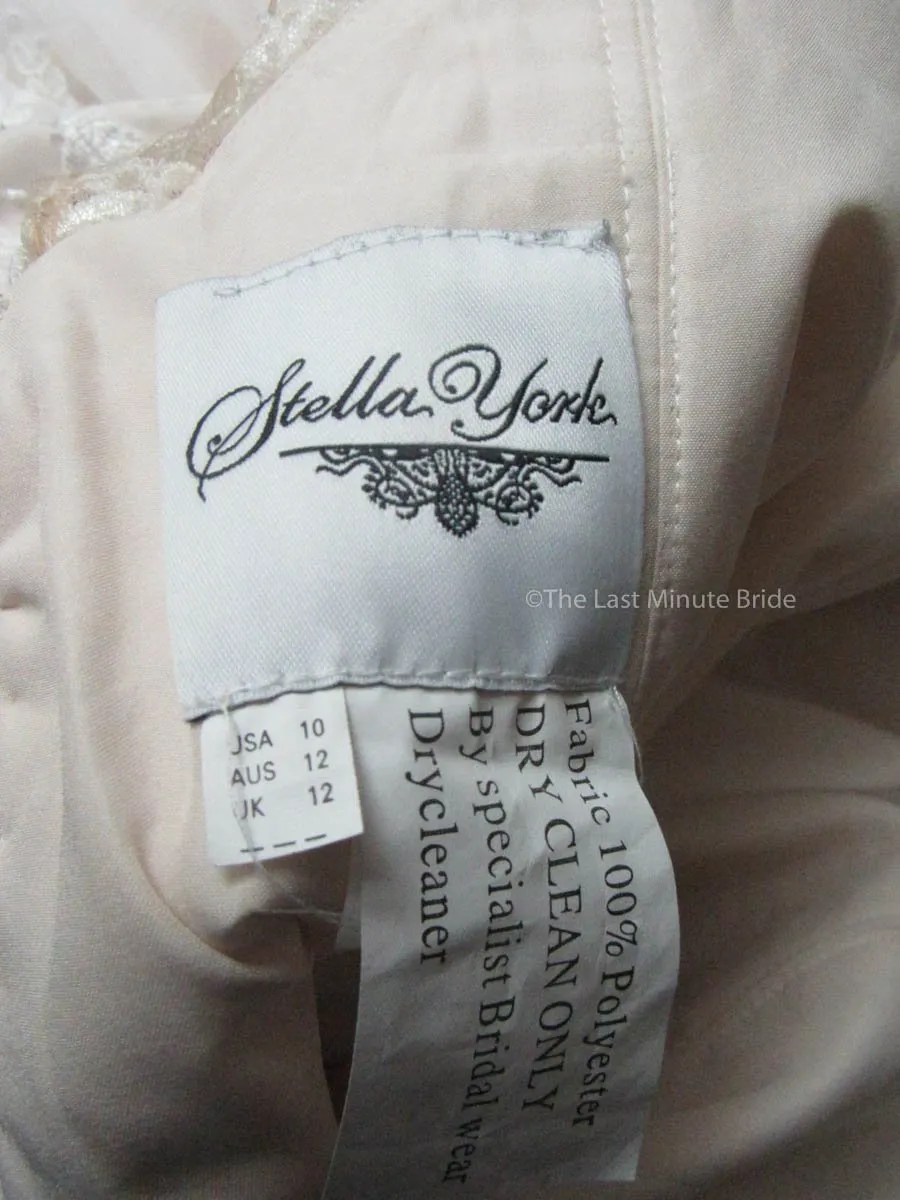 Stella York
©The Last Minute Bride
USA 10
AUS 12
UK 12
Fabric 100% Polyester
DRY CLEAN ONLY
By specialist Bridal wear
Drycleaner